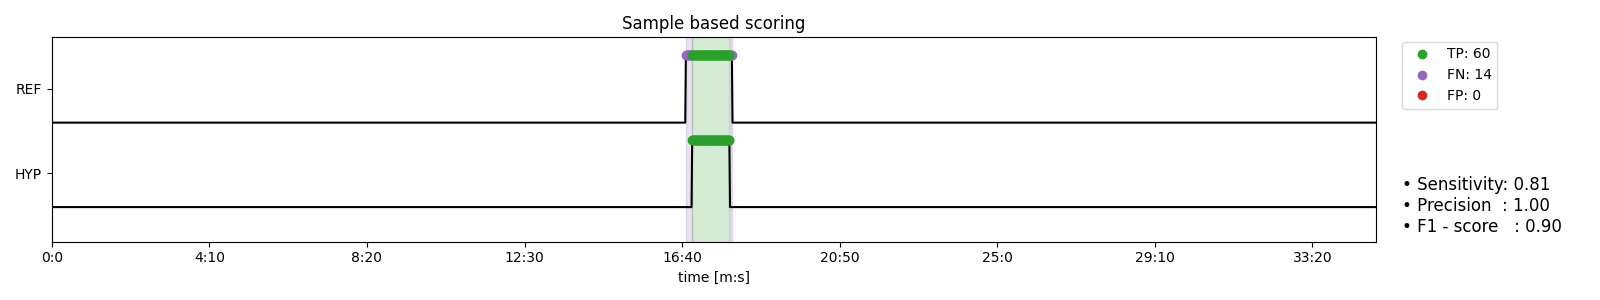 Sample based scoring
REF
HYP
0:0 4:10 8:20 12:30 16:40 20:50 25:0 29:10 33:20
time [m:s]
TP: 60
FN: 14
FP: 0
• Sensitivity: 0.81
• Precision : 1.00
• F1 - score : 0.90